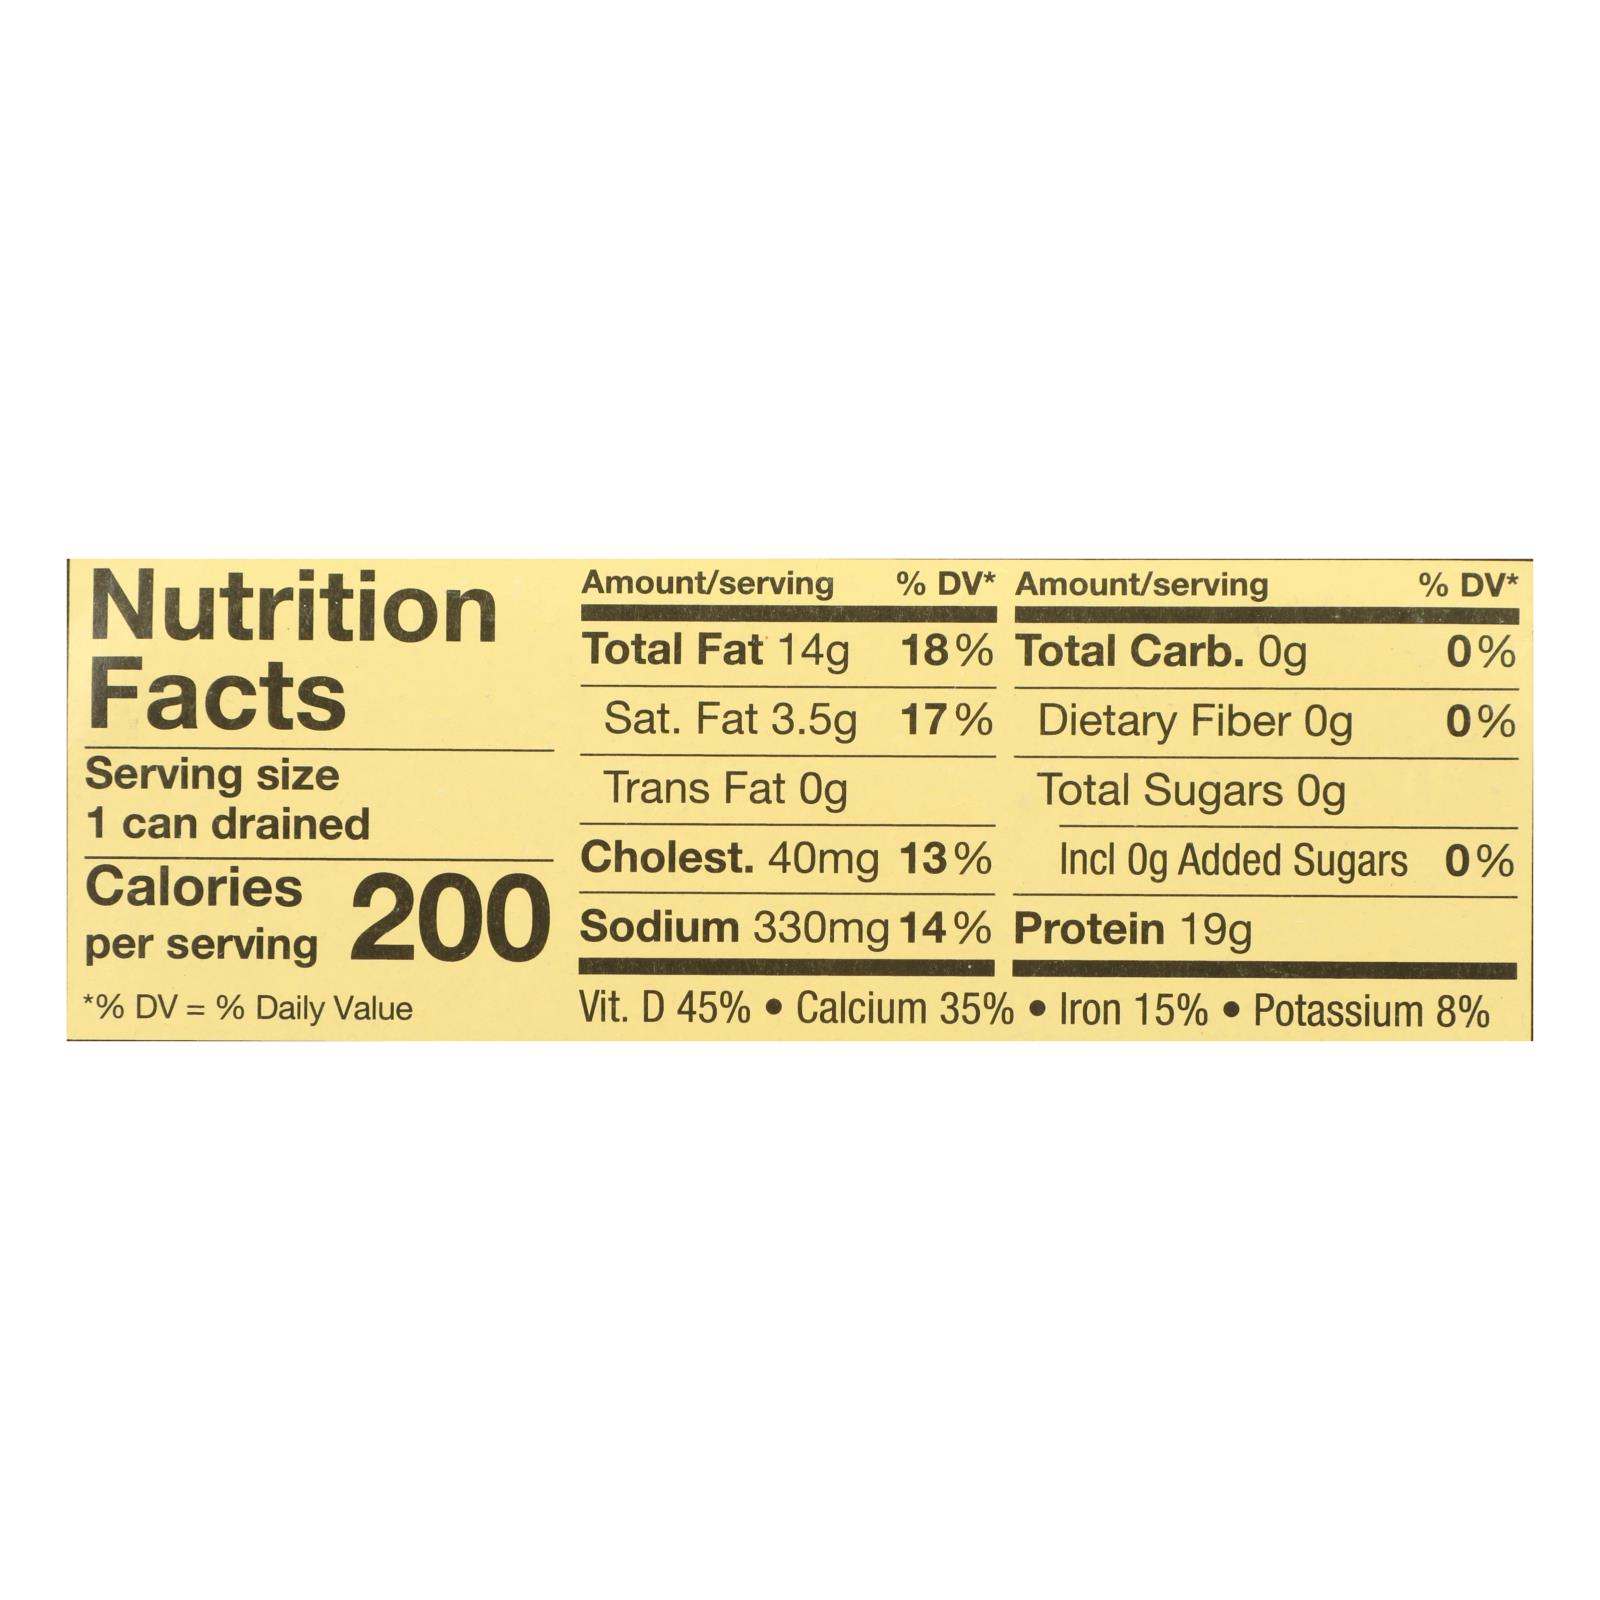 Nutrition
Facts
Serving size
1 can drained
Calories
per serving 200
*% DV = % Daily Value
Amount/serving % DV*
Total Fat 14g 18%
Sat. Fat 3.5g 17%
Trans Fat 0g
Cholest. 40mg 13%
Sodium 330mg 14%
Amount/serving % DV*
Total Carb. 0g 0%
Dietary Fiber 0g 0%
Total Sugars 0g
Incl 0g Added Sugars 0%
Protein 19g
Vit. D 45% • Calcium 35% • Iron 15% • Potassium 8%